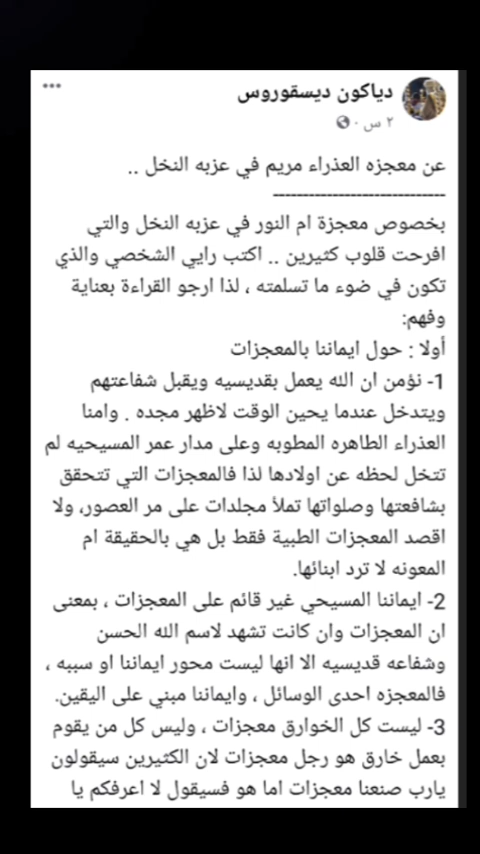 دياكون ديسقوروس
٢ س ·
عن معجزه العذراء مريم في عزبه النخل ..
-----------------------------
بخصوص معجزة ام النور في عزبه النخل والتي
افرحت قلوب كثيرين .. اكتب رايي الشخصي والذي
تكون في ضوء ما تسلمته ، لذا ارجو القراءة بعناية
وفهم:
أولا : حول ايماننا بالمعجزات
1- نؤمن ان الله يعمل بقديسيه ويقبل شفاعتهم
ويتدخل عندما يحين الوقت لاظهر مجده . وامنا
العذراء الطاهره المطوبه وعلى مدار عمر المسيحيه لم
تتخل لحظه عن اولادها لذا فالمعجزات التي تتحقق
بشافعتها وصلواتها تملأ مجلدات على مر العصور، ولا
اقصد المعجزات الطبية فقط بل هي بالحقيقة ام
المعونه لا ترد ابنائها.
2- ايماننا المسيحي غير قائم على المعجزات ، بمعنى
ان المعجزات وان كانت تشهد لاسم الله الحسن
وشفاعه قديسيه الا انها ليست محور ايماننا او سببه ،
فالمعجزه احدى الوسائل ، وايماننا مبني على اليقين.
3- ليست كل الخوارق معجزات ، وليس كل من يقوم
بعمل خارق هو رجل معجزات لان الكثيرين سيقولون
يارب صنعنا معجزات اما هو فسيقول لا اعرفكم يا